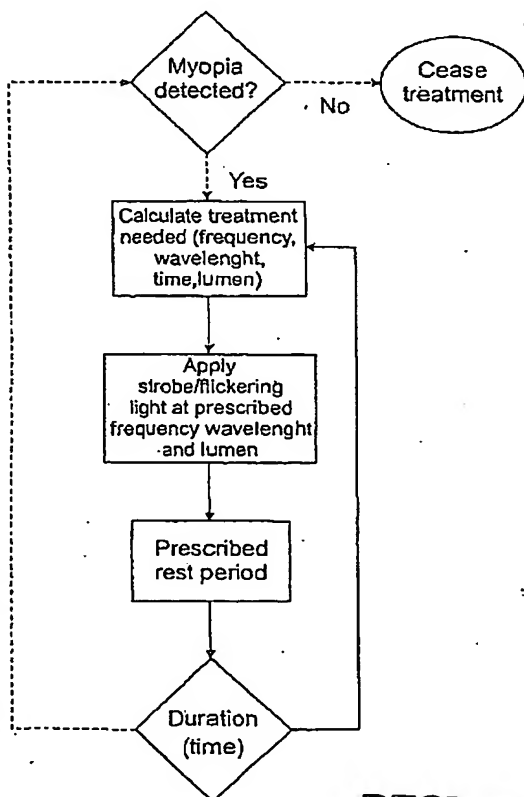 Myopia
detected?
Cease
treatment
No
Yes
Calculate treatment
needed (frequency,
wavelenght,
time,lumen)
Apply
strobe/flickering
light at prescribed
frequency wavelenght
and lumen
Prescribed
rest period
Duration
(time)